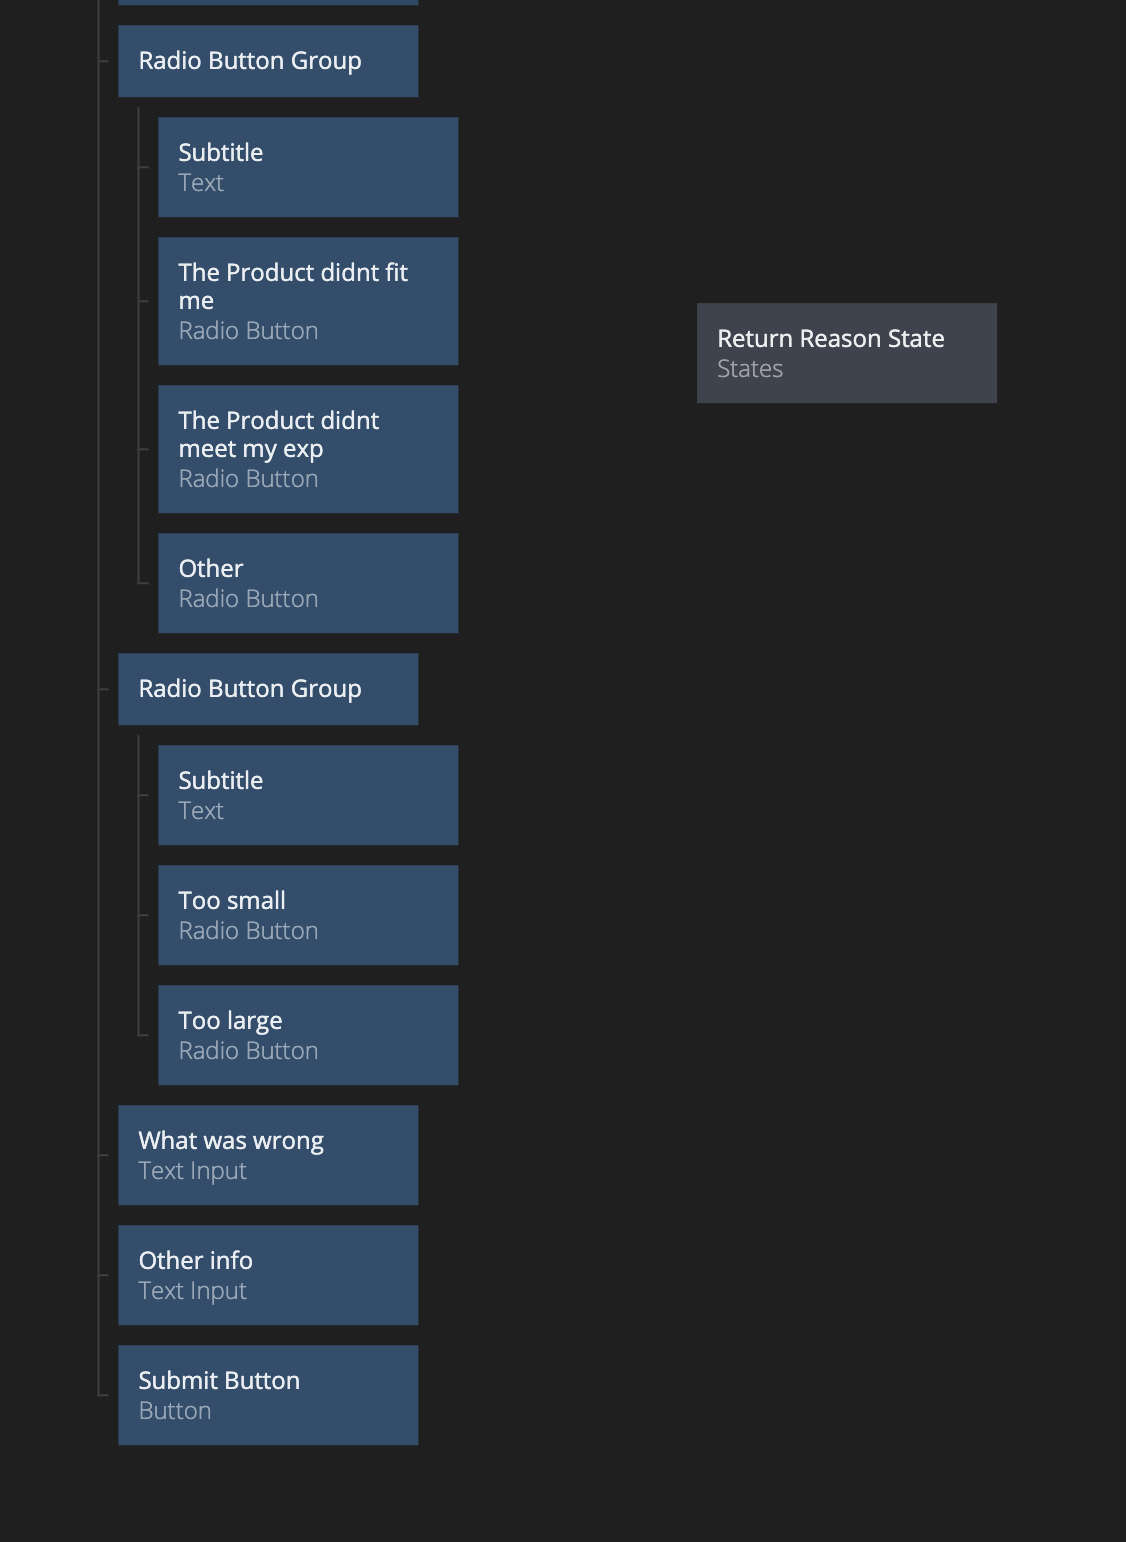 Radio Button Group
Subtitle
Text
The Product didnt fit
me
Radio Button
Return Reason State
States
The Product didnt
meet my exp
Radio Button
Other
Radio Button
Radio Button Group
Subtitle
Text
Too small
Radio Button
Too large
Radio Button
What was wrong
Text Input
Other info
Text Input
Submit Button
Button